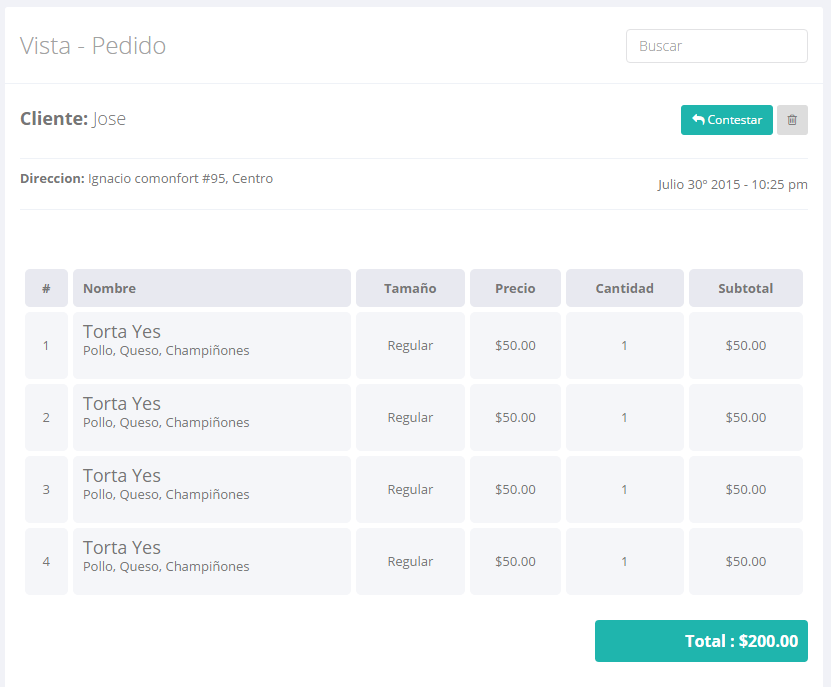 Vista - Pedido
Buscar
Cliente: Jose
Contestar
Direccion: Ignacio comonfort #95, Centro
Julio 30º 2015 - 10:25 pm
# Nombre Tamaño Precio Cantidad Subtotal
1 Torta Yes Regular $50.00 1 $50.00
Pollo, Queso, Champiñones
2 Torta Yes Regular $50.00 1 $50.00
Pollo, Queso, Champiñones
3 Torta Yes Regular $50.00 1 $50.00
Pollo, Queso, Champiñones
4 Torta Yes Regular $50.00 1 $50.00
Pollo, Queso, Champiñones
Total : $200.00